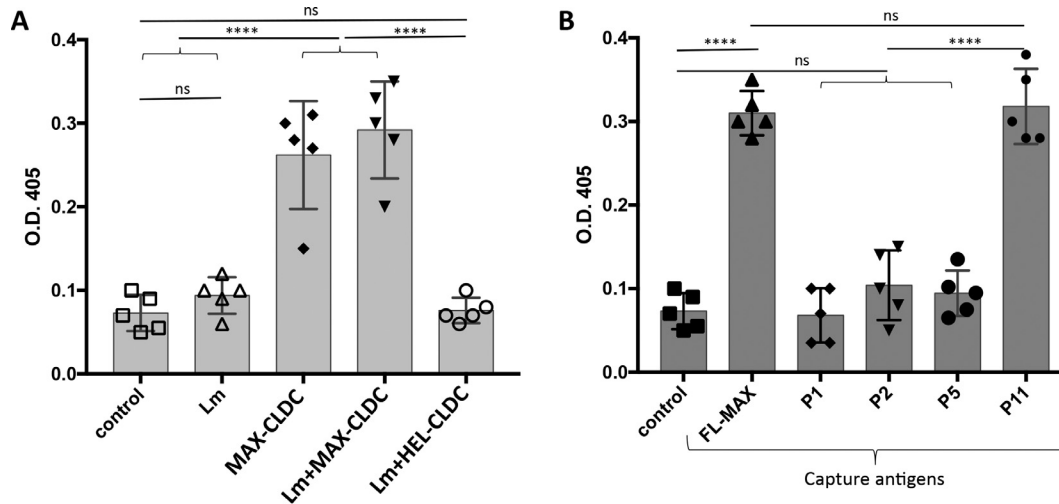 A
ns
**** ****
ns
O.D. 405
0.4
0.3
0.2
0.1
0.0
control
Lm
MAX-CLDC
Lm+MAX-CLDC
Lm+HEL-CLDC
B
ns
**** ****
ns
O.D. 405
0.4
0.3
0.2
0.1
0.0
control
FL-MAX
P1
P2
P5
P11
Capture antigens